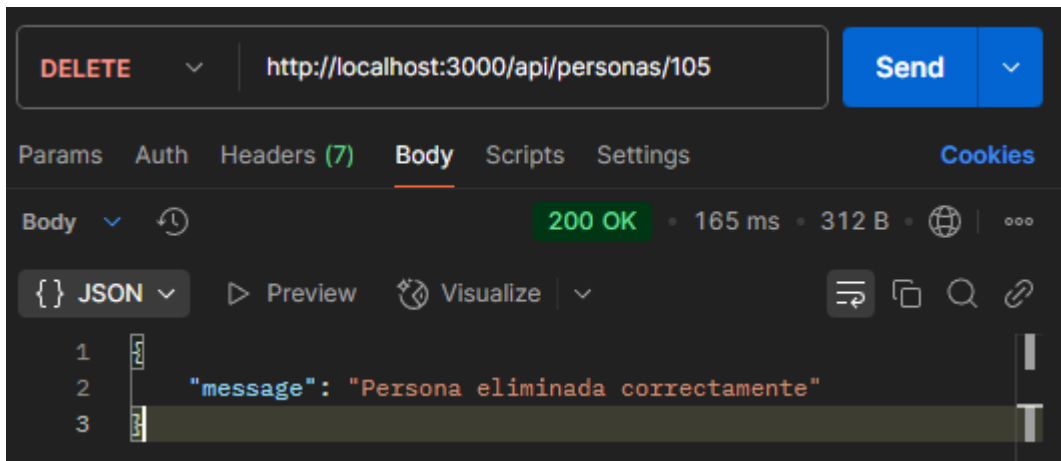 DELETE http://localhost:3000/api/personas/105 Send
Params Auth Headers (7) Body Scripts Settings Cookies
Body 200 OK • 165 ms • 312 B •
{} JSON Preview Visualize
1 {
2 "message": "Persona eliminada correctamente"
3 }